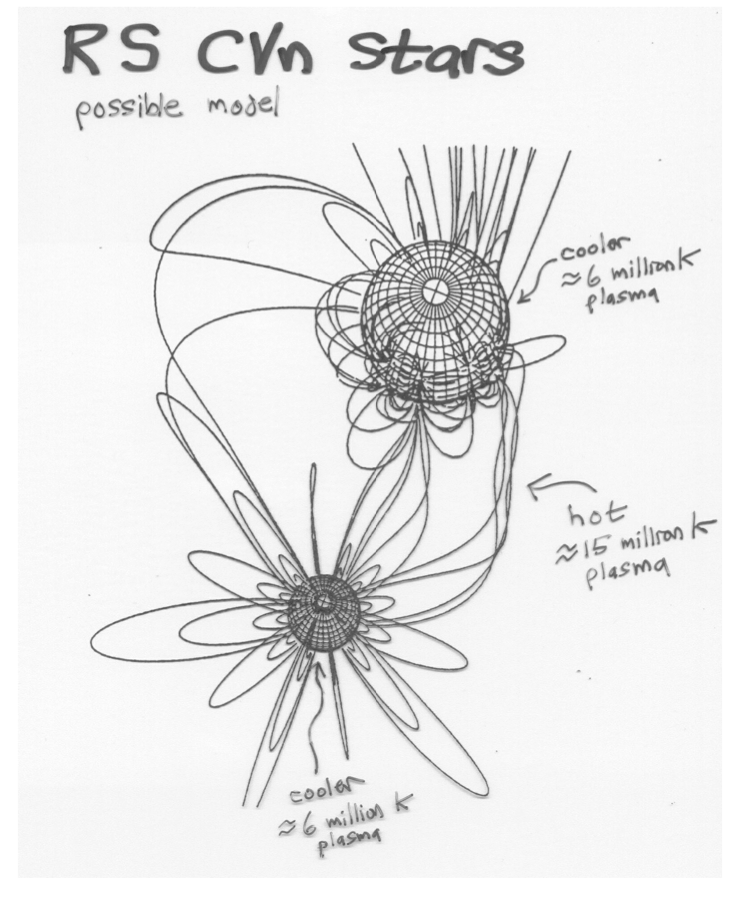 RS CVn Stars
possible model
cooler
≈6 million K
plasma
hot
≈15 million K
plasma
cooler
≈6 million K
plasma